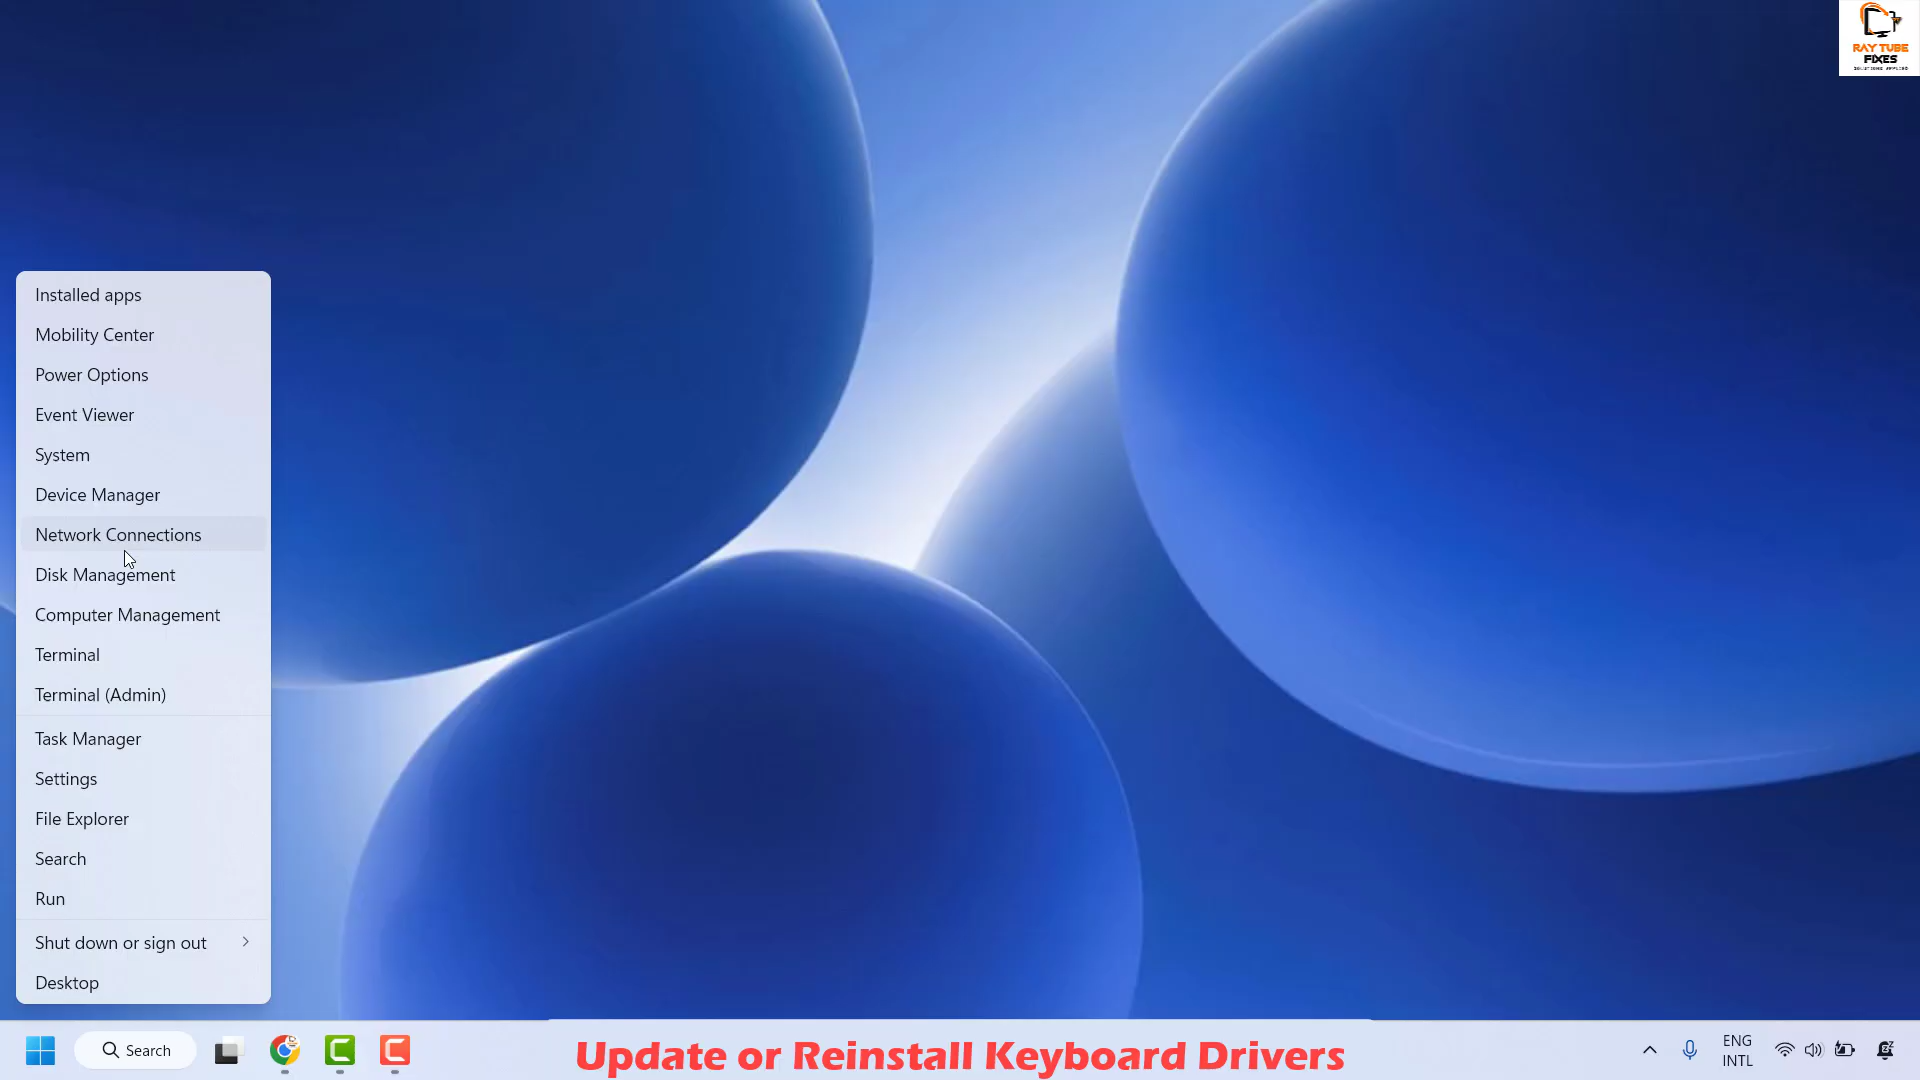 RAY TUBE
FIXES
Installed apps
Mobility Center
Power Options
Event Viewer
System
Device Manager
Network Connections
Disk Management
Computer Management
Terminal
Terminal (Admin)
Task Manager
Settings
File Explorer
Search
Run
Shut down or sign out
Desktop
Search
Update or Reinstall Keyboard Drivers
ENG
INTL